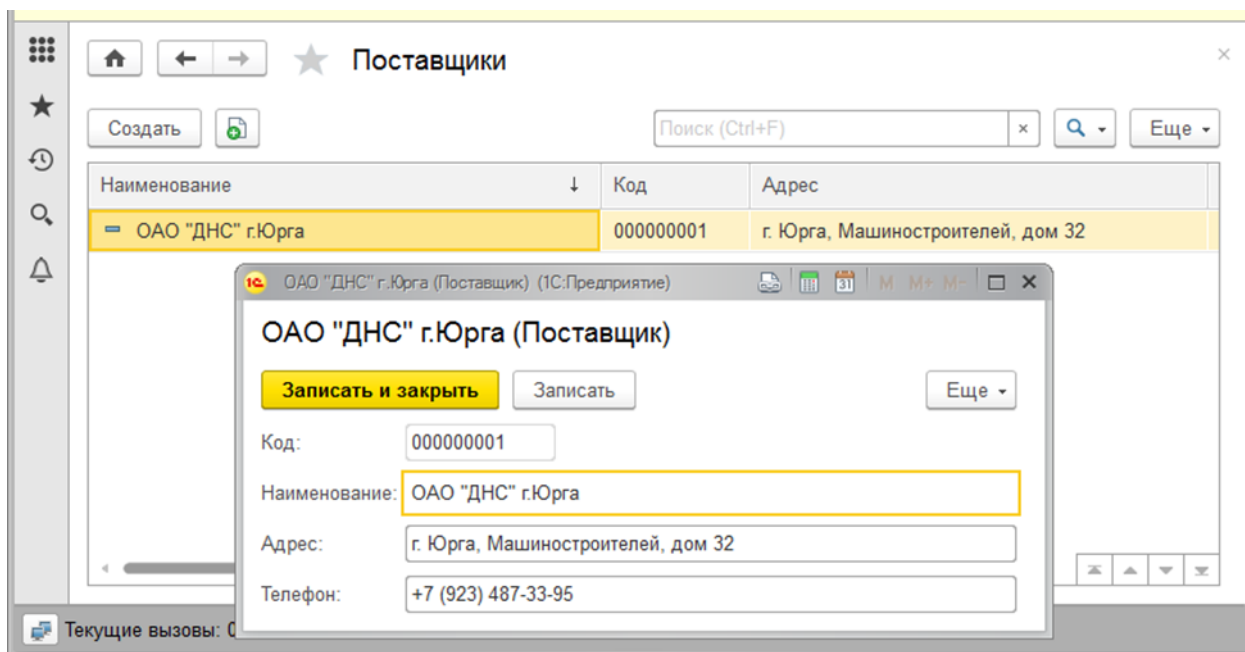 Поставщики
Создать
Поиск (Ctrl+F)
Еще
Наименование
Код
Адрес
ОАО "ДНС" г.Юрга
000000001
г. Юрга, Машиностроителей, дом 32
1С ОАО "ДНС" г.Юрга (Поставщик) (1С:Предприятие)
31 M M+ M-
ОАО "ДНС" г.Юрга (Поставщик)
Записать и закрыть
Записать
Еще
Код:
000000001
Наименование:
ОАО "ДНС" г.Юрга
Адрес:
г. Юрга, Машиностроителей, дом 32
Телефон:
+7 (923) 487-33-95
Текущие вызовы: